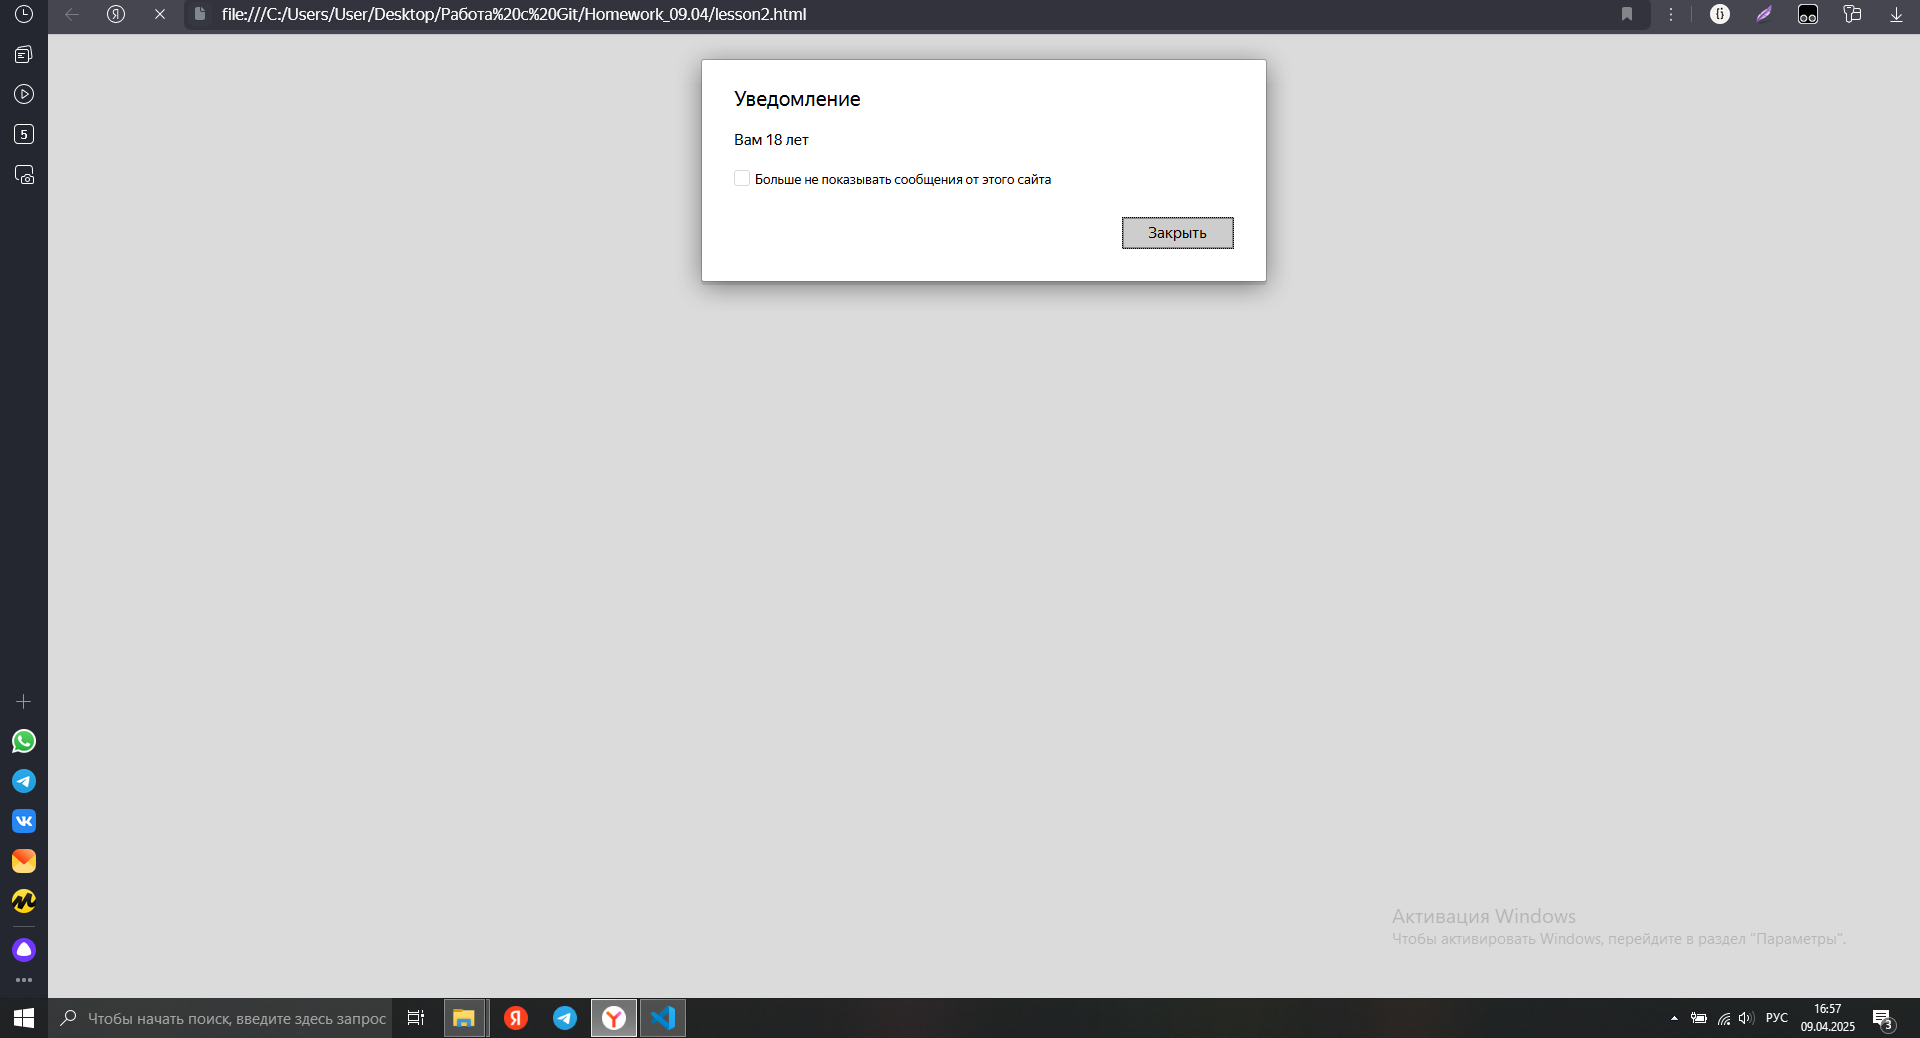 file:///C:/Users/User/Desktop/Работа%20с%20Git/Homework_09.04/lesson2.html
5
Уведомление
Вам 18 лет
Больше не показывать сообщения от этого сайта
Закрыть
Активация Windows
Чтобы активировать Windows, перейдите в раздел "Параметры".
Чтобы начать поиск, введите здесь запрос
РУС
16:57
09.04.2025
3